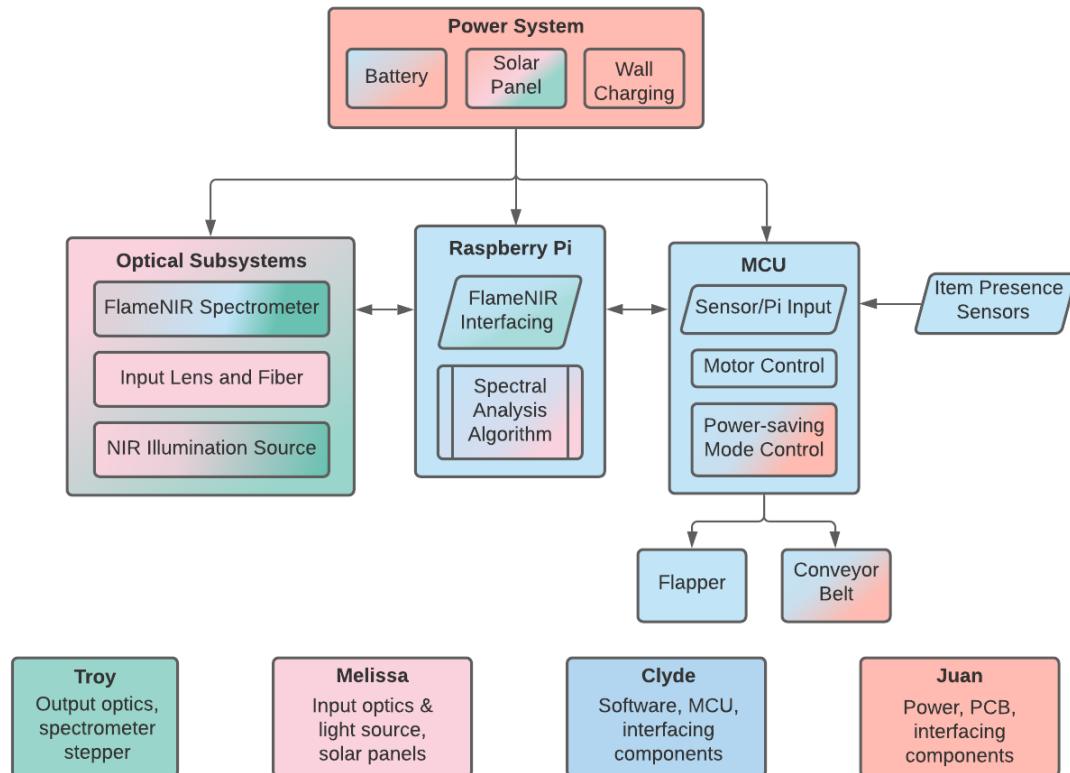 Power System
Battery
Solar
Panel
Wall
Charging
Optical Subsystems
FlameNIR Spectrometer
Input Lens and Fiber
NIR Illumination Source
Raspberry Pi
FlameNIR
Interfacing
Spectral
Analysis
Algorithm
MCU
Sensor/Pi Input
Motor Control
Power-saving
Mode Control
Item Presence
Sensors
Flapper
Conveyor
Belt
Troy
Output optics,
spectrometer
stepper
Melissa
Input optics &
light source,
solar panels
Clyde
Software, MCU,
interfacing
components
Juan
Power, PCB,
interfacing
components